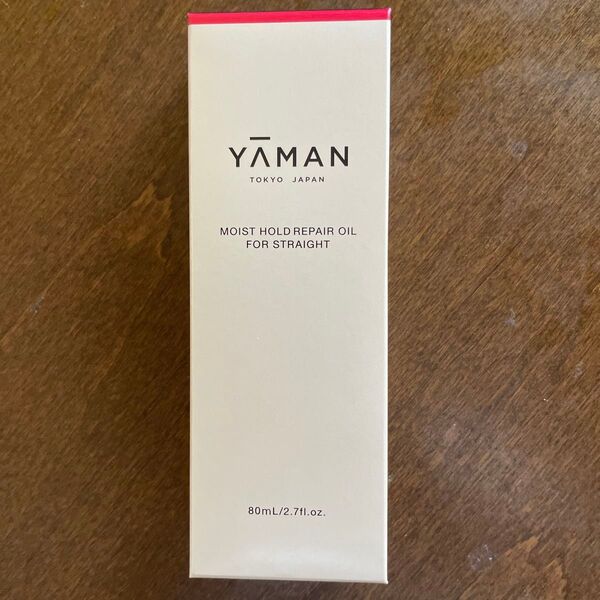 YĀMAN
TOKYO JAPAN
MOIST HOLD REPAIR OIL
FOR STRAIGHT
80mL/2.7fl.oz.